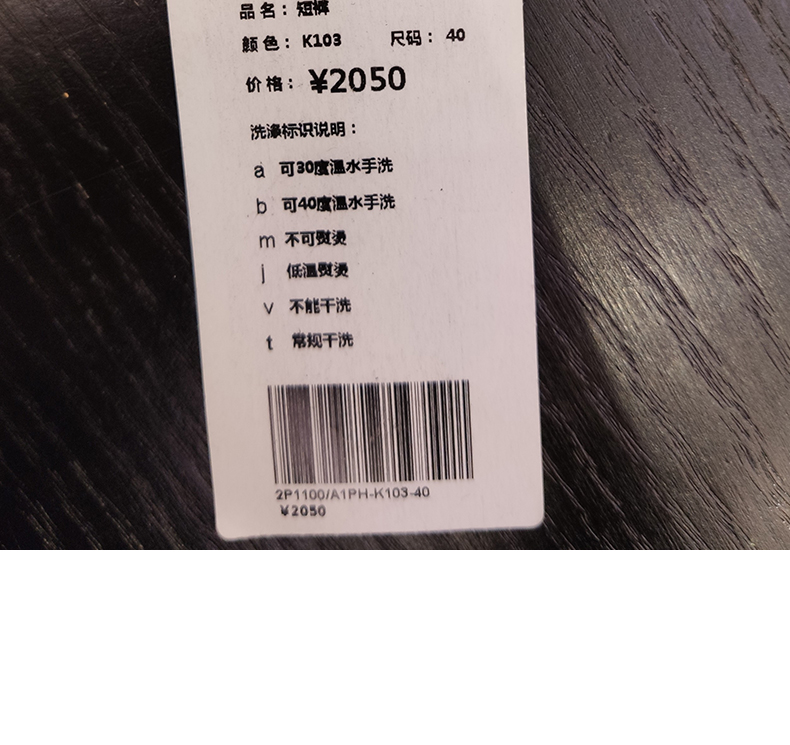 品名：短裤
颜色：K103 尺码：40
价格：¥2050
洗涤标识说明：
a 可30度温水手洗
b 可40度温水手洗
m 不可熨烫
j 低温熨烫
v 不能干洗
t 常规干洗
2P1100/A1PH-K103-40
¥2050